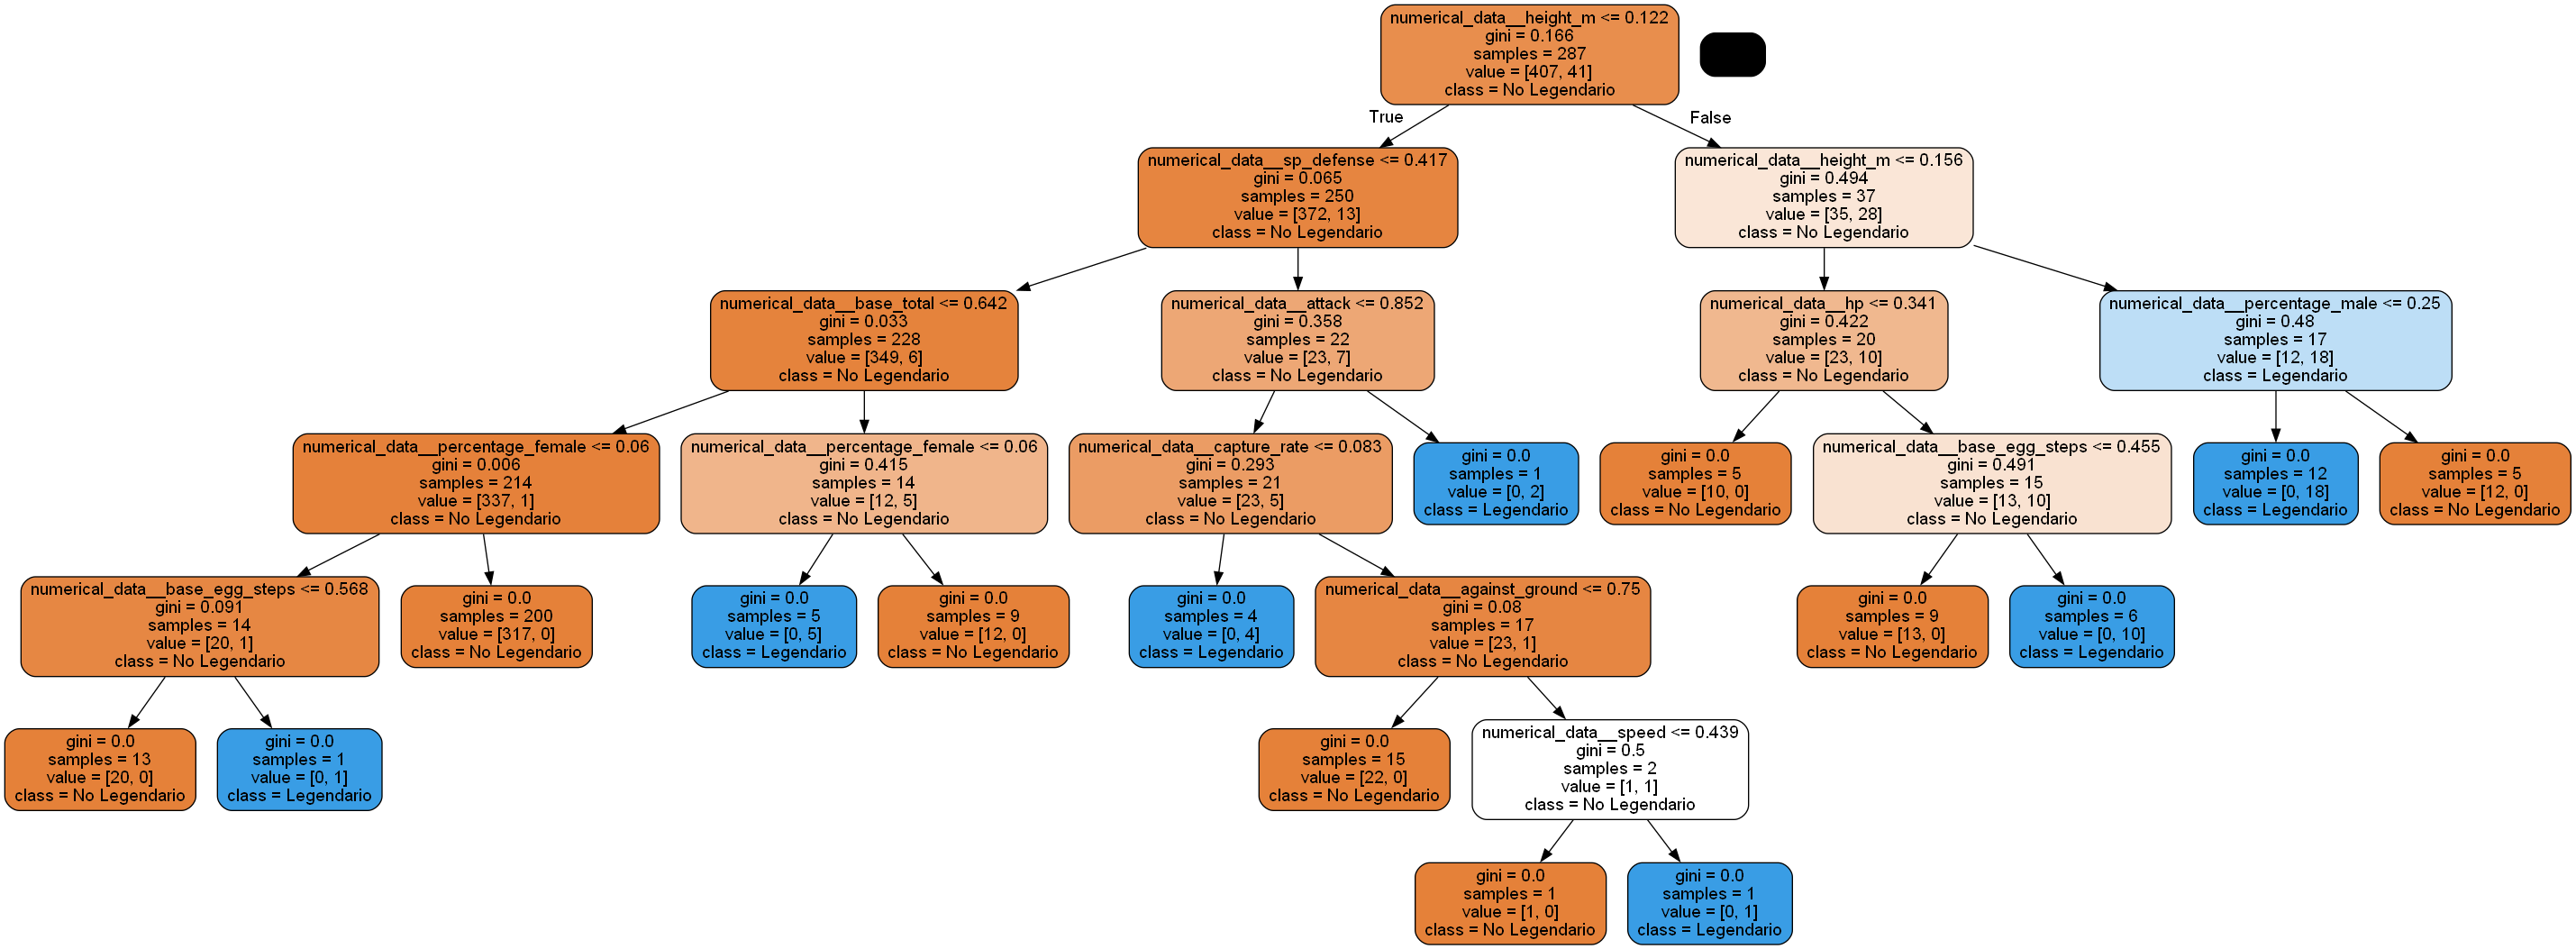 numerical_data__height_m <= 0.122
gini = 0.166
samples = 287
value = [407, 41]
class = No Legendario
True
False
numerical_data__sp_defense <= 0.417
gini = 0.065
samples = 250
value = [372, 13]
class = No Legendario
numerical_data__height_m <= 0.156
gini = 0.494
samples = 37
value = [35, 28]
class = No Legendario
numerical_data__base_total <= 0.642
gini = 0.033
samples = 228
value = [349, 6]
class = No Legendario
numerical_data__attack <= 0.852
gini = 0.358
samples = 22
value = [23, 7]
class = No Legendario
numerical_data__hp <= 0.341
gini = 0.422
samples = 20
value = [23, 10]
class = No Legendario
numerical_data__percentage_male <= 0.25
gini = 0.48
samples = 17
value = [12, 18]
class = Legendario
numerical_data__percentage_female <= 0.06
gini = 0.006
samples = 214
value = [337, 1]
class = No Legendario
numerical_data__percentage_female <= 0.06
gini = 0.415
samples = 14
value = [12, 5]
class = No Legendario
numerical_data__capture_rate <= 0.083
gini = 0.293
samples = 21
value = [23, 5]
class = No Legendario
gini = 0.0
samples = 1
value = [0, 2]
class = Legendario
gini = 0.0
samples = 5
value = [10, 0]
class = No Legendario
numerical_data__base_egg_steps <= 0.455
gini = 0.491
samples = 15
value = [13, 10]
class = No Legendario
gini = 0.0
samples = 12
value = [0, 18]
class = Legendario
gini = 0.0
samples = 5
value = [12, 0]
class = No Legendario
numerical_data__base_egg_steps <= 0.568
gini = 0.091
samples = 14
value = [20, 1]
class = No Legendario
gini = 0.0
samples = 200
value = [317, 0]
class = No Legendario
gini = 0.0
samples = 5
value = [0, 5]
class = Legendario
gini = 0.0
samples = 9
value = [12, 0]
class = No Legendario
gini = 0.0
samples = 4
value = [0, 4]
class = Legendario
numerical_data__against_ground <= 0.75
gini = 0.08
samples = 17
value = [23, 1]
class = No Legendario
gini = 0.0
samples = 9
value = [13, 0]
class = No Legendario
gini = 0.0
samples = 6
value = [0, 10]
class = Legendario
gini = 0.0
samples = 13
value = [20, 0]
class = No Legendario
gini = 0.0
samples = 1
value = [0, 1]
class = Legendario
gini = 0.0
samples = 15
value = [22, 0]
class = No Legendario
numerical_data__speed <= 0.439
gini = 0.5
samples = 2
value = [1, 1]
class = No Legendario
gini = 0.0
samples = 1
value = [1, 0]
class = No Legendario
gini = 0.0
samples = 1
value = [0, 1]
class = Legendario